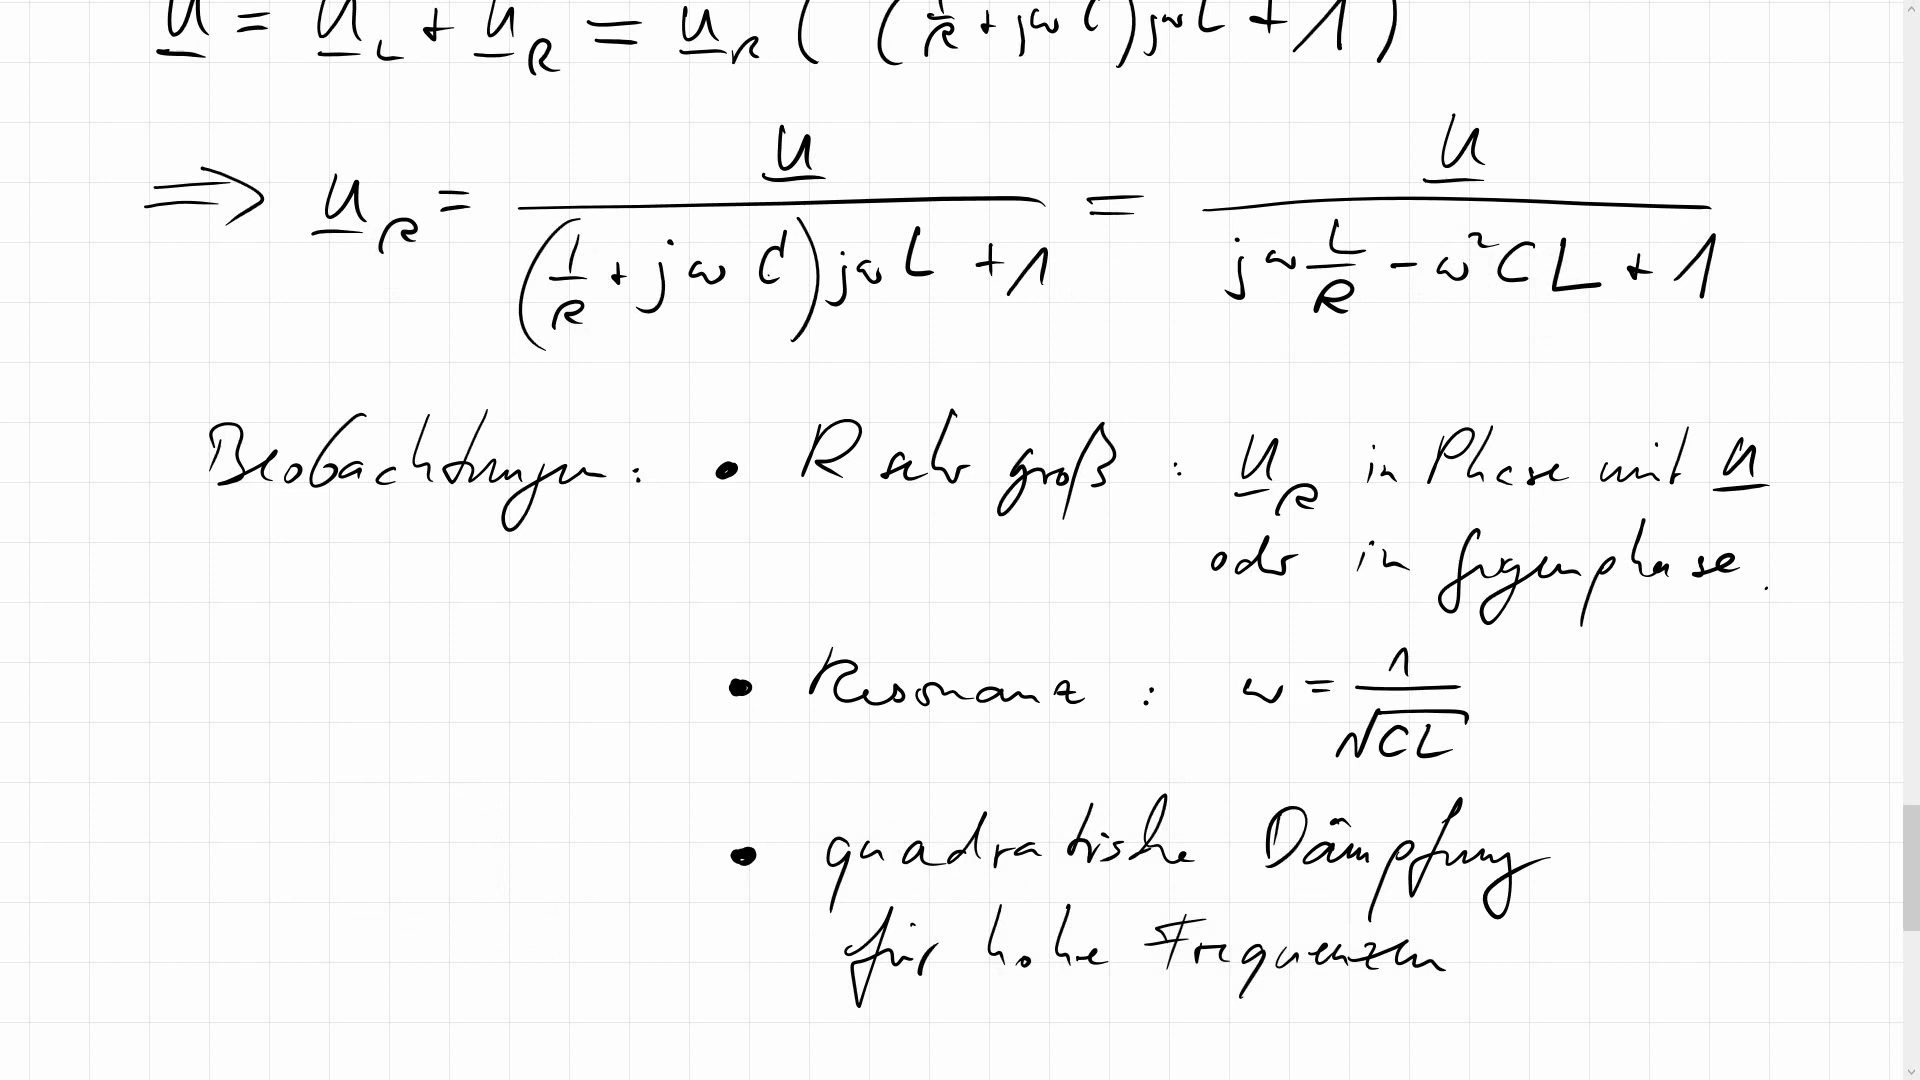 U = U_L + U_R = U_R ( (1/R + jωC) jωL + 1 )
⇒ U_R = U / ((1/R + jωC) jωL + 1) = U / (jω L/R − ω²CL + 1)
Beobachtungen: • R sehr groß : U_R in Phase mit U
oder in Gegenphase.
• Resonanz : ω = 1/√CL
• quadratische Dämpfung
für hohe Frequenzen